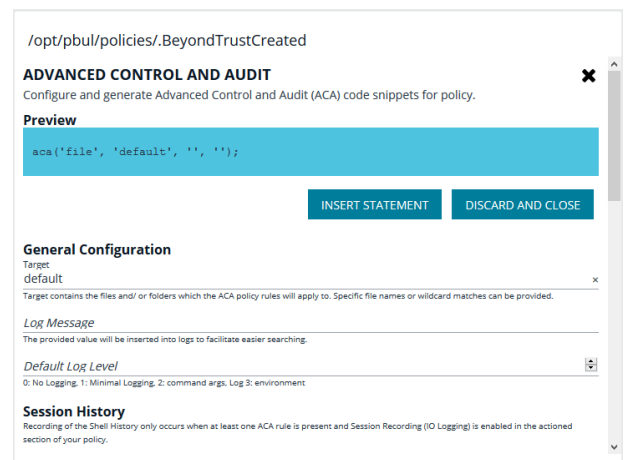 /opt/pbul/policies/.BeyondTrustCreated
ADVANCED CONTROL AND AUDIT
Configure and generate Advanced Control and Audit (ACA) code snippets for policy.
Preview
aca('file', 'default', '', '');
INSERT STATEMENT DISCARD AND CLOSE
General Configuration
Target
default
Target contains the files and/ or folders which the ACA policy rules will apply to. Specific file names or wildcard matches can be provided.
Log Message
The provided value will be inserted into logs to facilitate easier searching.
Default Log Level
0: No Logging, 1: Minimal Logging, 2: command args, Log 3: environment
Session History
Recording of the Shell History only occurs when at least one ACA rule is present and Session Recording (IO Logging) is enabled in the actioned
section of your policy.